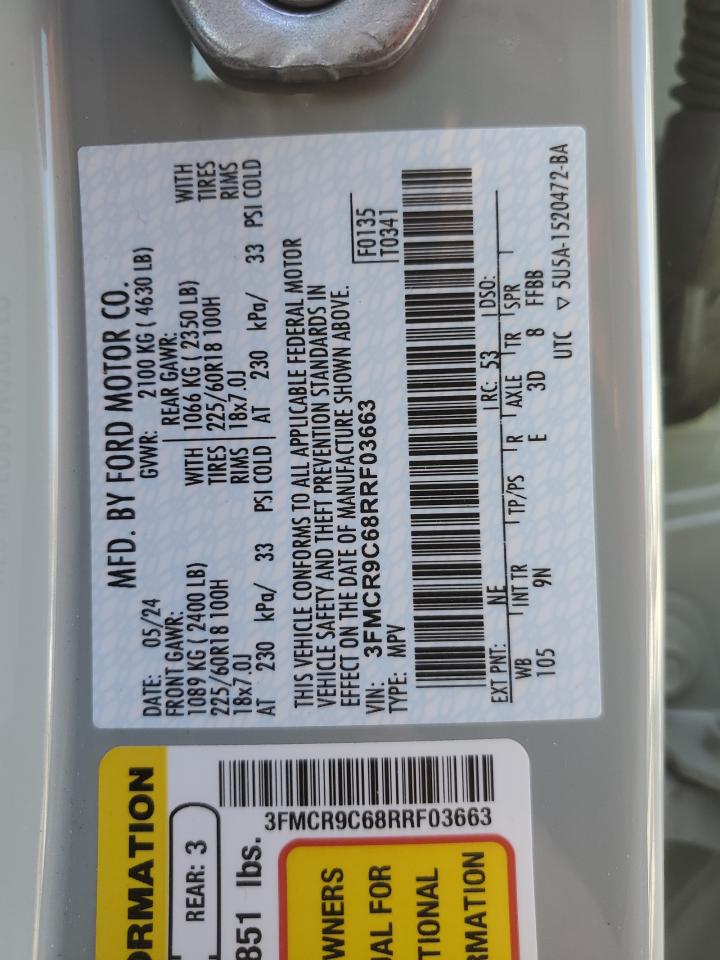 MFD. BY FORD MOTOR CO.
DATE: 05/24 GVWR: 2100 KG ( 4630 LB)
FRONT GAWR: REAR GAWR:
1089 KG ( 2400 LB) WITH 1066 KG ( 2350 LB) WITH
225/60R18 100H TIRES 225/60R18 100H TIRES
18x7.0J RIMS 18x7.0J RIMS
AT 230 kPa/ 33 PSI COLD AT 230 kPa/ 33 PSI COLD
THIS VEHICLE CONFORMS TO ALL APPLICABLE FEDERAL MOTOR
VEHICLE SAFETY AND THEFT PREVENTION STANDARDS IN
EFFECT ON THE DATE OF MANUFACTURE SHOWN ABOVE.
VIN: 3FMCR9C68RRF03663 F0135
TYPE: MPV T0341
EXT PNT: NE RC: 53 DSO:
WB INT TR TP/PS R AXLE TR SPR
105 9N E 3D 8 FFBB
UTC ▽ 5U5A-1520472-BA
ORMATION
REAR: 3
3FMCR9C68RRF03663
851 lbs.
WNERS
AL FOR
TIONAL
RMATION